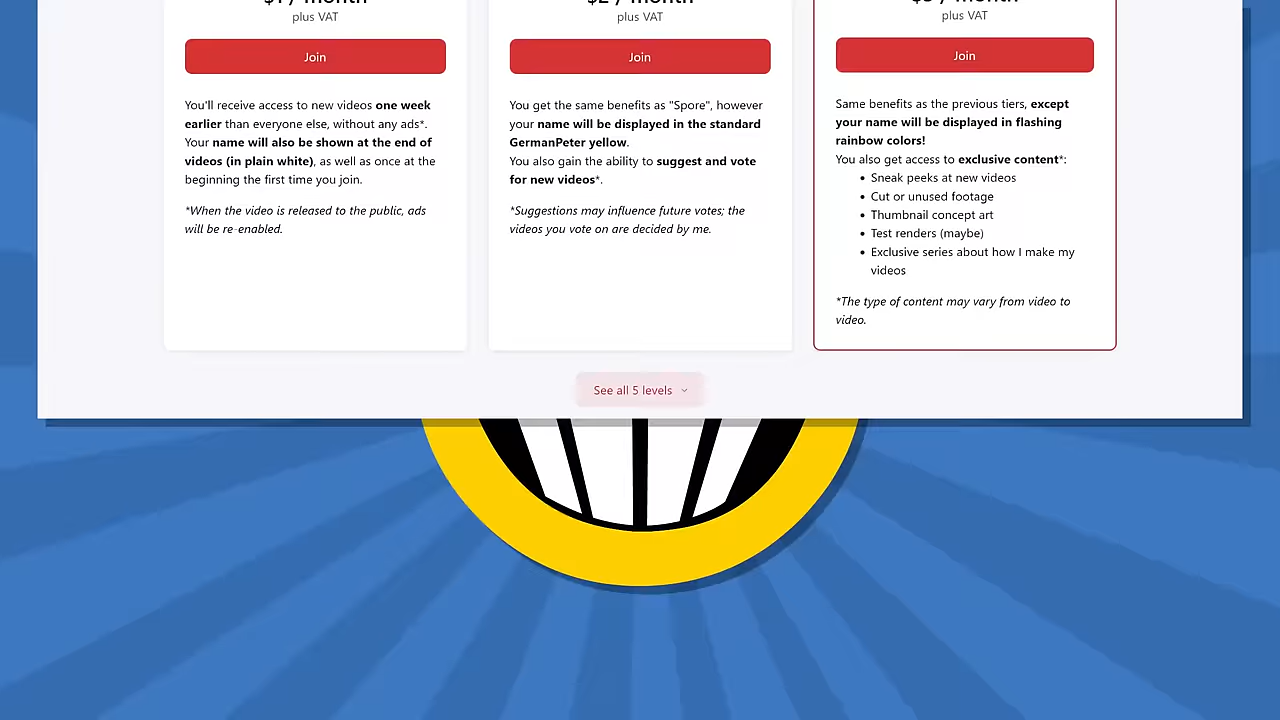 $1 / month
plus VAT
Join
You'll receive access to new videos one week
earlier than everyone else, without any ads*.
Your name will also be shown at the end of
videos (in plain white), as well as once at the
beginning the first time you join.
*When the video is released to the public, ads
will be re-enabled.
$2 / month
plus VAT
Join
You get the same benefits as "Spore", however
your name will be displayed in the standard
GermanPeter yellow.
You also gain the ability to suggest and vote
for new videos*.
*Suggestions may influence future votes; the
videos you vote on are decided by me.
plus VAT
Join
Same benefits as the previous tiers, except
your name will be displayed in flashing
rainbow colors!
You also get access to exclusive content*:
• Sneak peeks at new videos
• Cut or unused footage
• Thumbnail concept art
• Test renders (maybe)
• Exclusive series about how I make my
videos
*The type of content may vary from video to
video.
See all 5 levels